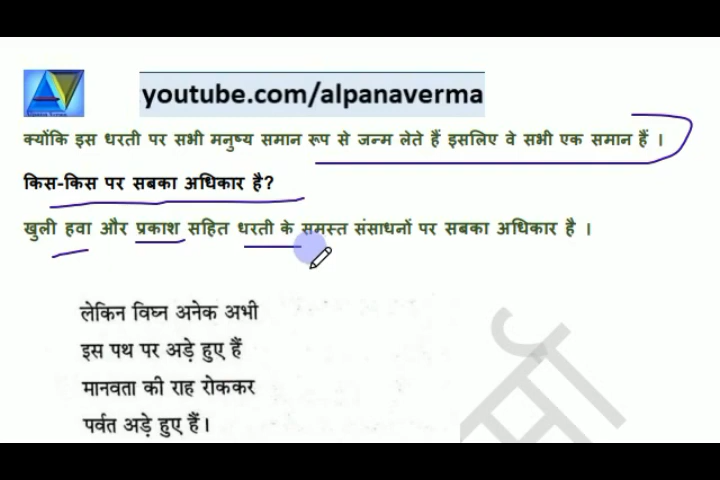 youtube.com/alpanaverma
क्योंकि इस धरती पर सभी मनुष्य समान रूप से जन्म लेते हैं इसलिए वे सभी एक समान हैं ।
किस-किस पर सबका अधिकार है?
खुली हवा और प्रकाश सहित धरती के समस्त संसाधनों पर सबका अधिकार है ।
लेकिन विघ्न अनेक अभी
इस पथ पर अड़े हुए हैं
मानवता की राह रोककर
पर्वत अड़े हुए हैं।